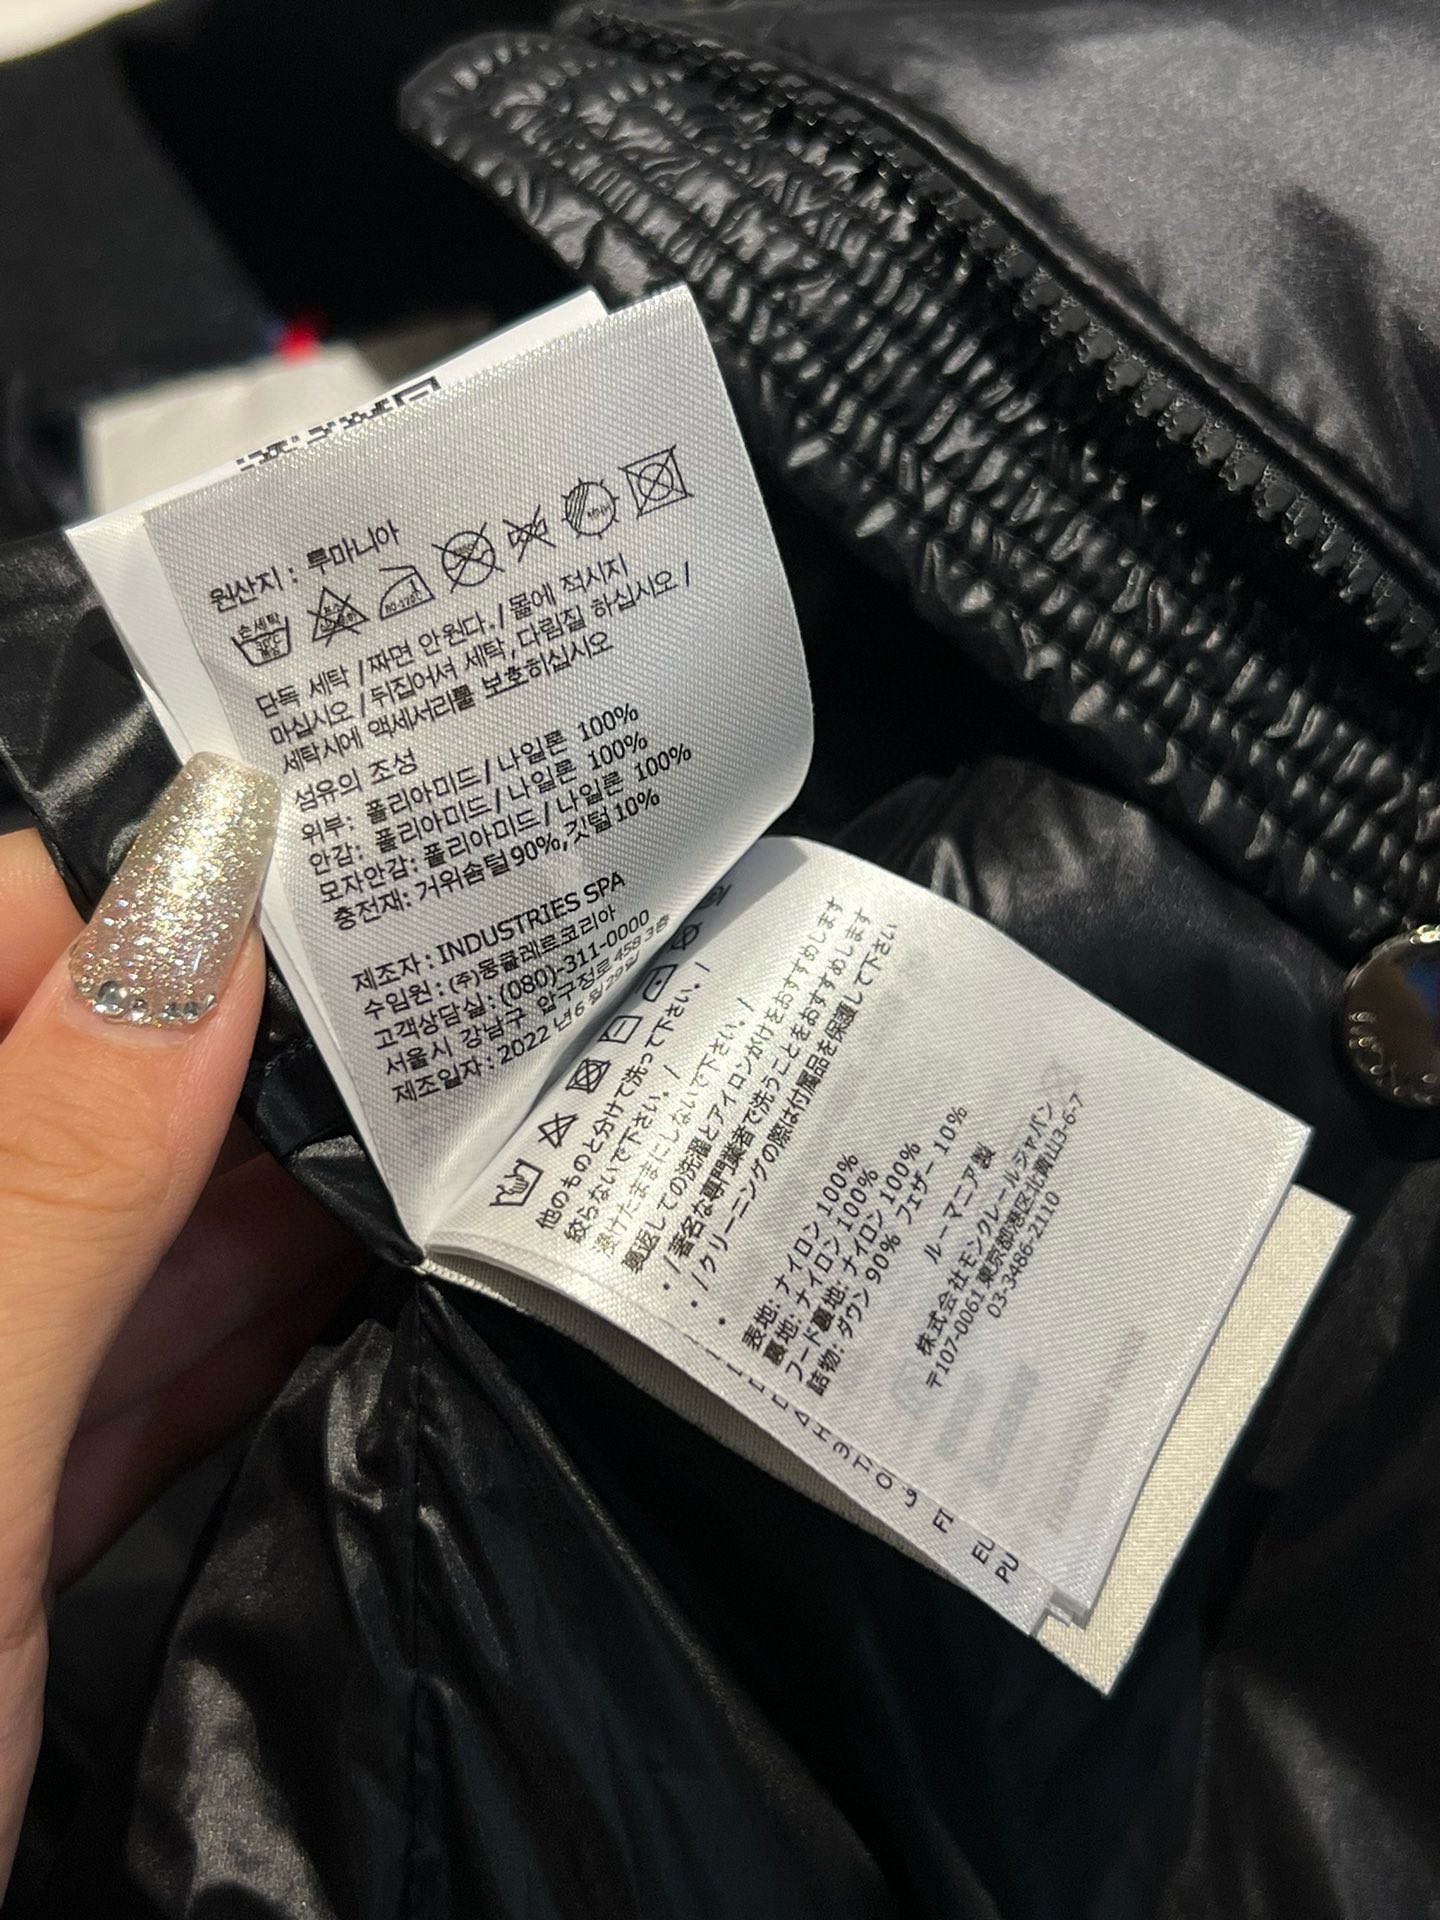 원산지 : 루마니아
손세탁
30°C
단독 세탁 /짜면 안 원다. / 물에 적시지
마십시오 / 뒤집어셔 세탁, 다림질 하십시오 /
세탁시에 액세서리를 보호하십시오
섬유의 조성
위부: 폴리아미드 / 나일론 100%
안감: 폴리아미드 / 나일론 100%
모자안감: 폴리아미드 / 나일론 100%
충전재: 거위솜털 90%, 깃털 10%
제조자 : INDUSTRIES SPA
수입원 : (주)몽클레르코리아
고객상담실 : (080)-311-0000
서울시 강남구 압구정로 458 3층
제조일자 : 2022 년 6 월 29일
他のものと分けて洗って下さい。 /
絞らないで下さい。 /
浸けたままにしないで下さい。 /
裏返しての洗濯とアイロンがけをおすすめします
・ /著名な専門業者で洗うことをおすすめします
・ /クリーニングの際は付属品を保護して下さい
・
表地: ナイロン 100%
裏地: ナイロン 100%
フード裏地: ナイロン 100%
詰物: ダウン 90% フェザー 10%
ルーマニア製
株式会社モンクレールジャパン
〒107-0061 東京都港区北青山3-6-7
03-3486-2110
FI
EL
PU